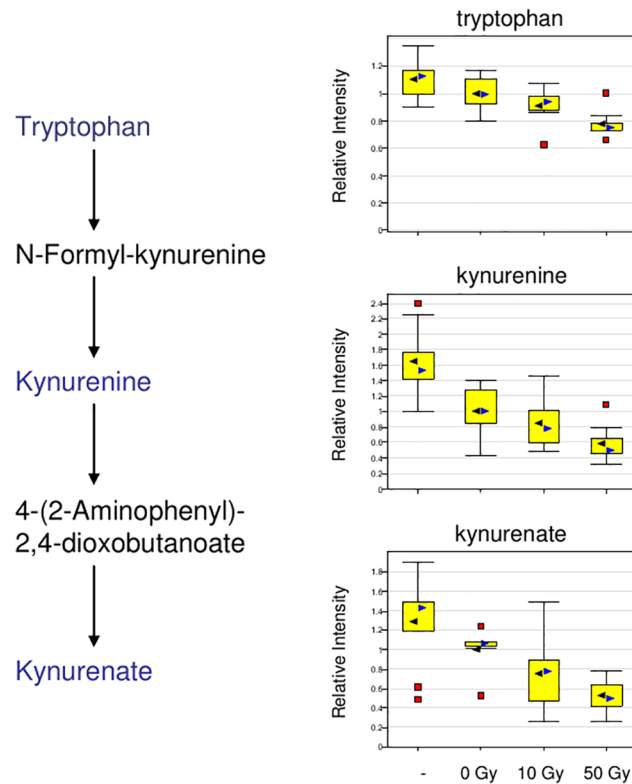 Tryptophan
N-Formyl-kynurenine
Kynurenine
4-(2-Aminophenyl)-
2,4-dioxobutanoate
Kynurenate
tryptophan
Relative Intensity
1.2
1
0.8
0.6
0.4
0.2
0
kynurenine
Relative Intensity
2.4
2.2
2
1.8
1.6
1.4
1.2
1
0.8
0.6
0.4
0.2
0
kynurenate
Relative Intensity
1.8
1.6
1.4
1.2
1
0.8
0.6
0.4
0.2
0
- 0 Gy 10 Gy 50 Gy